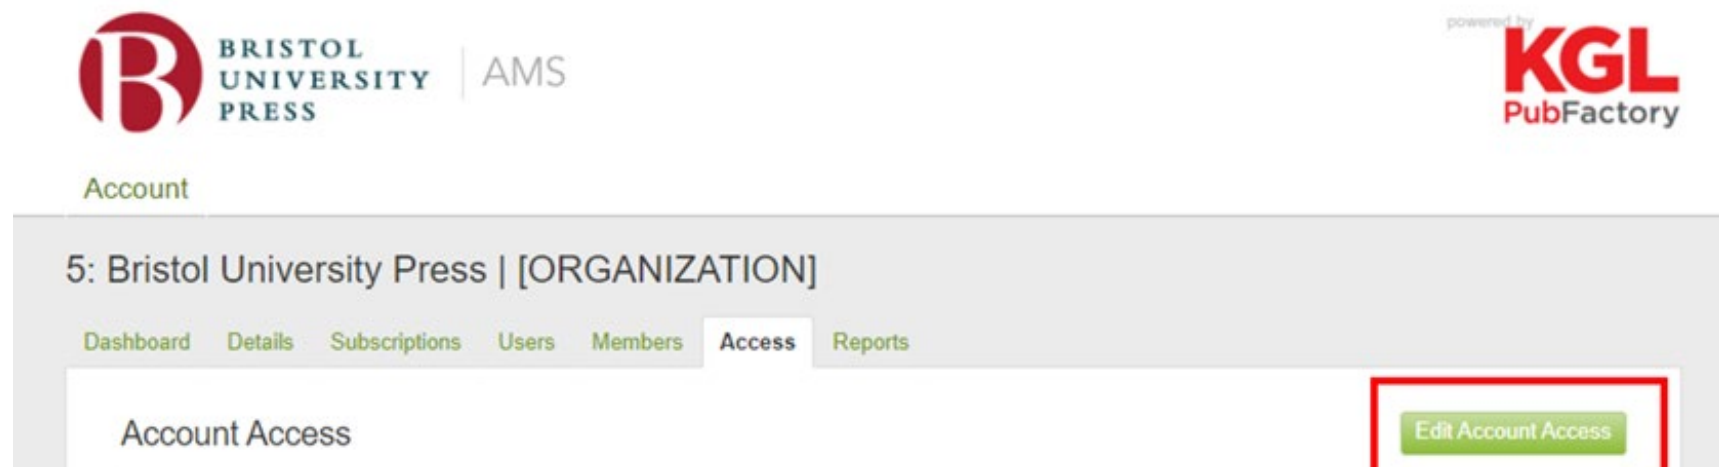 BRISTOL
UNIVERSITY
PRESS
AMS
powered by
KGL
PubFactory
Account
5: Bristol University Press | [ORGANIZATION]
Dashboard Details Subscriptions Users Members Access Reports
Account Access
Edit Account Access